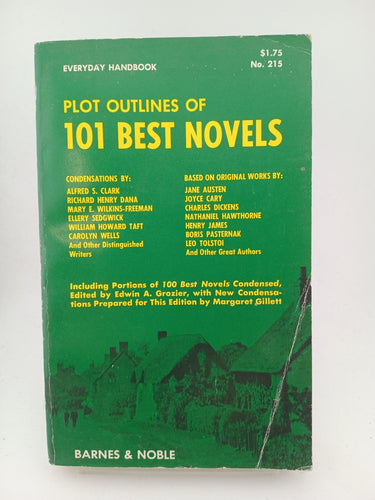 EVERYDAY HANDBOOK
$1.75
No. 215
PLOT OUTLINES OF
101 BEST NOVELS
CONDENSATIONS BY:
ALFRED S. CLARK
RICHARD HENRY DANA
MARY E. WILKINS-FREEMAN
ELLERY SEDGWICK
WILLIAM HOWARD TAFT
CAROLYN WELLS
And Other Distinguished
Writers
BASED ON ORIGINAL WORKS BY:
JANE AUSTEN
JOYCE CARY
CHARLES DICKENS
NATHANIEL HAWTHORNE
HENRY JAMES
BORIS PASTERNAK
LEO TOLSTOI
And Other Great Authors
Including Portions of 100 Best Novels Condensed,
Edited by Edwin A. Grozier, with New Condensa-
tions Prepared for This Edition by Margaret Gillett
BARNES & NOBLE